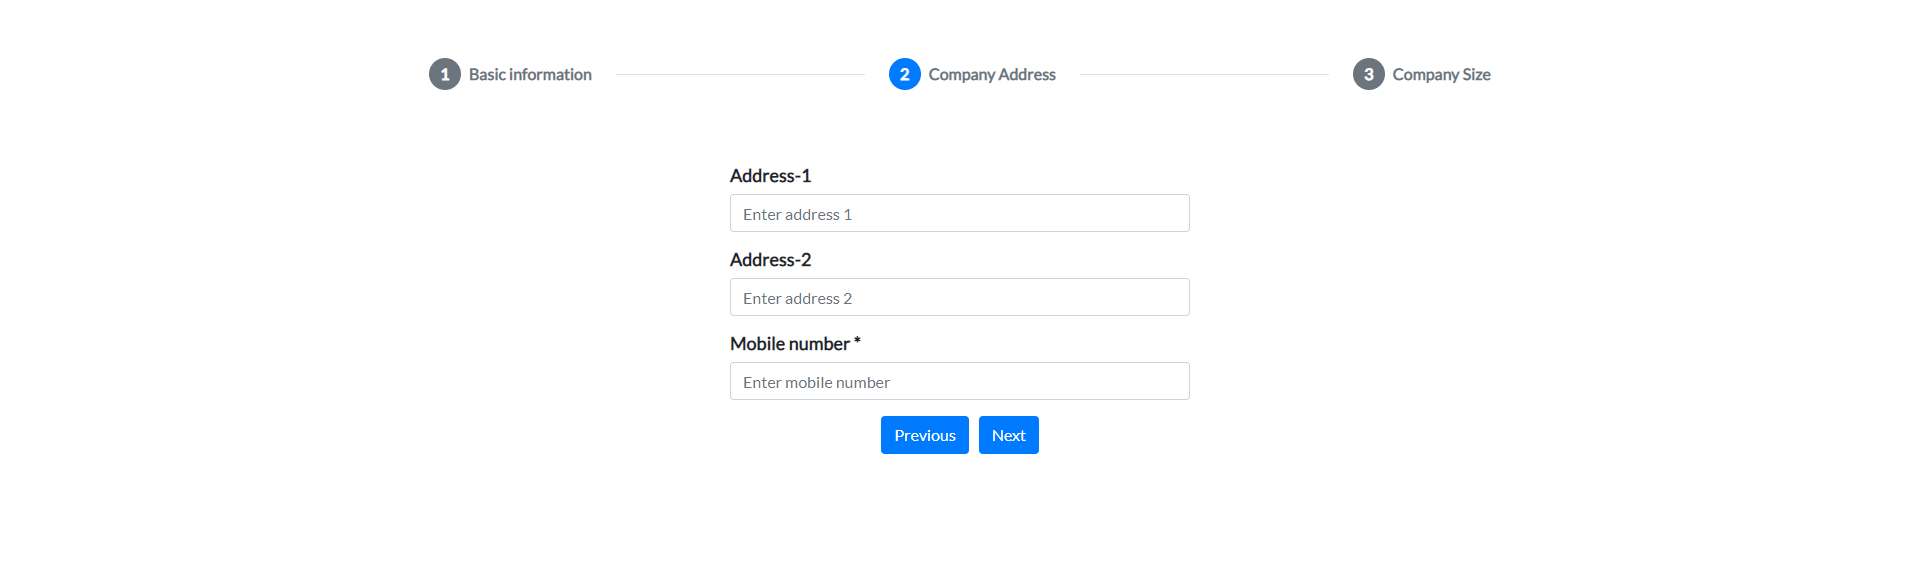 1 Basic information 2 Company Address 3 Company Size
Address-1
Enter address 1
Address-2
Enter address 2
Mobile number *
Enter mobile number
Previous Next